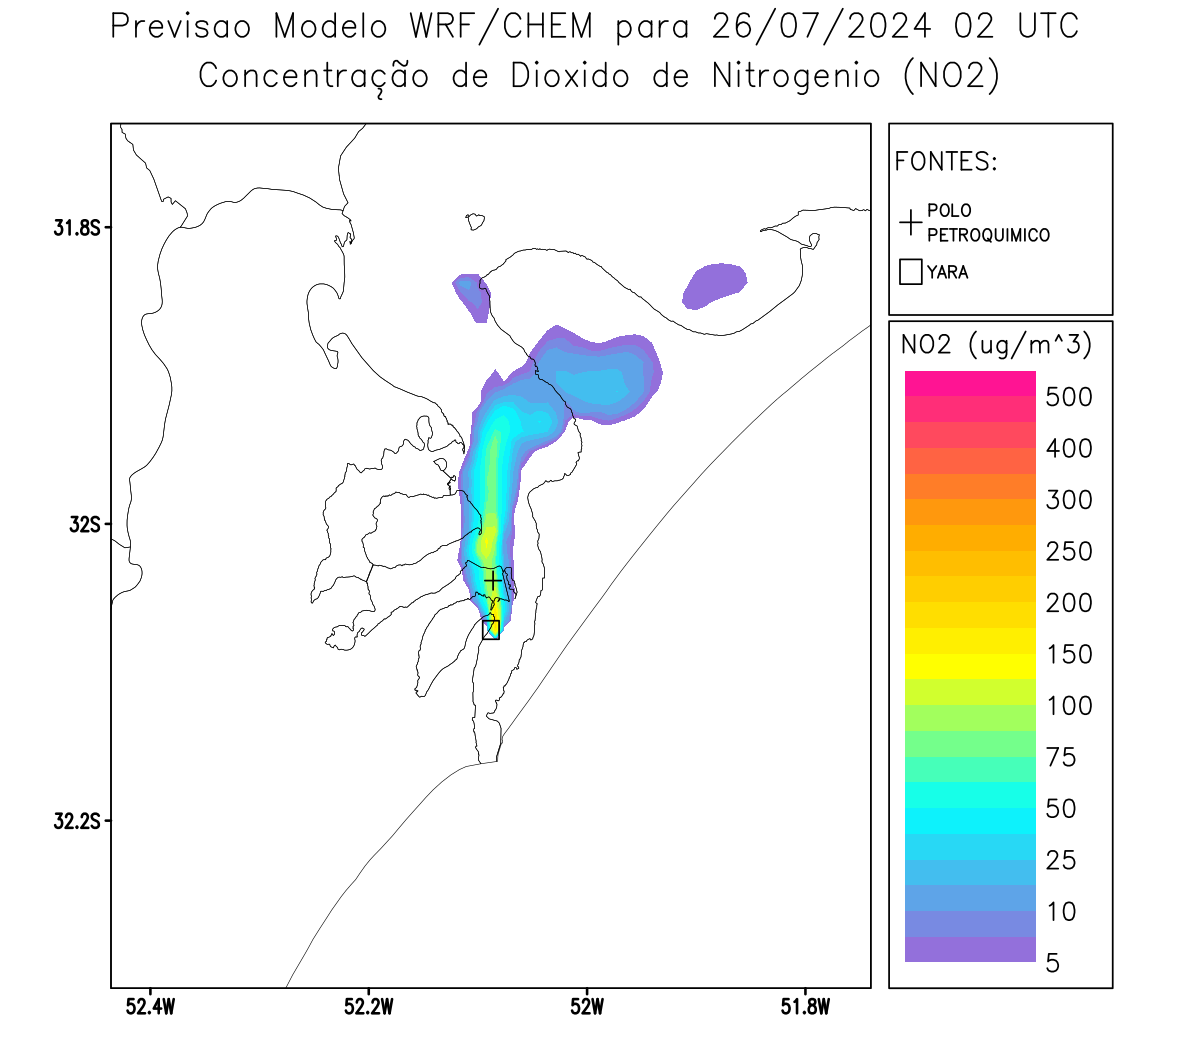 Previsao Modelo WRF/CHEM para 26/07/2024 02 UTC
Concentração de Dioxido de Nitrogenio (NO2)
FONTES:
POLO
PETROQUIMICO
YARA
31.8S
32S
32.2S
52.4W
52.2W
52W
51.8W
NO2 (ug/m^3)
500
400
300
250
200
150
100
75
50
25
10
5